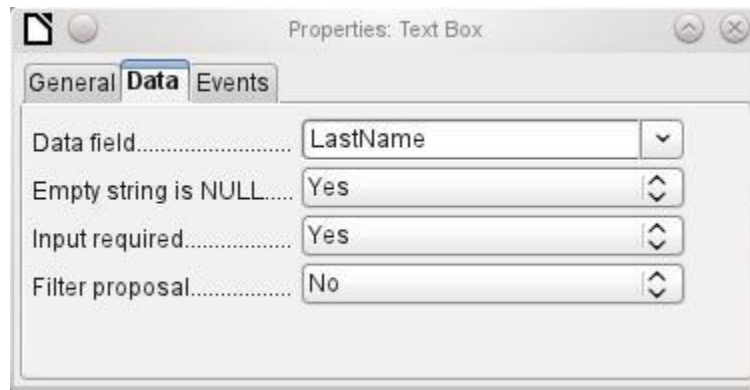 Properties: Text Box
General Data Events
Data field......................... LastName
Empty string is NULL..... Yes
Input required................. Yes
Filter proposal................ No